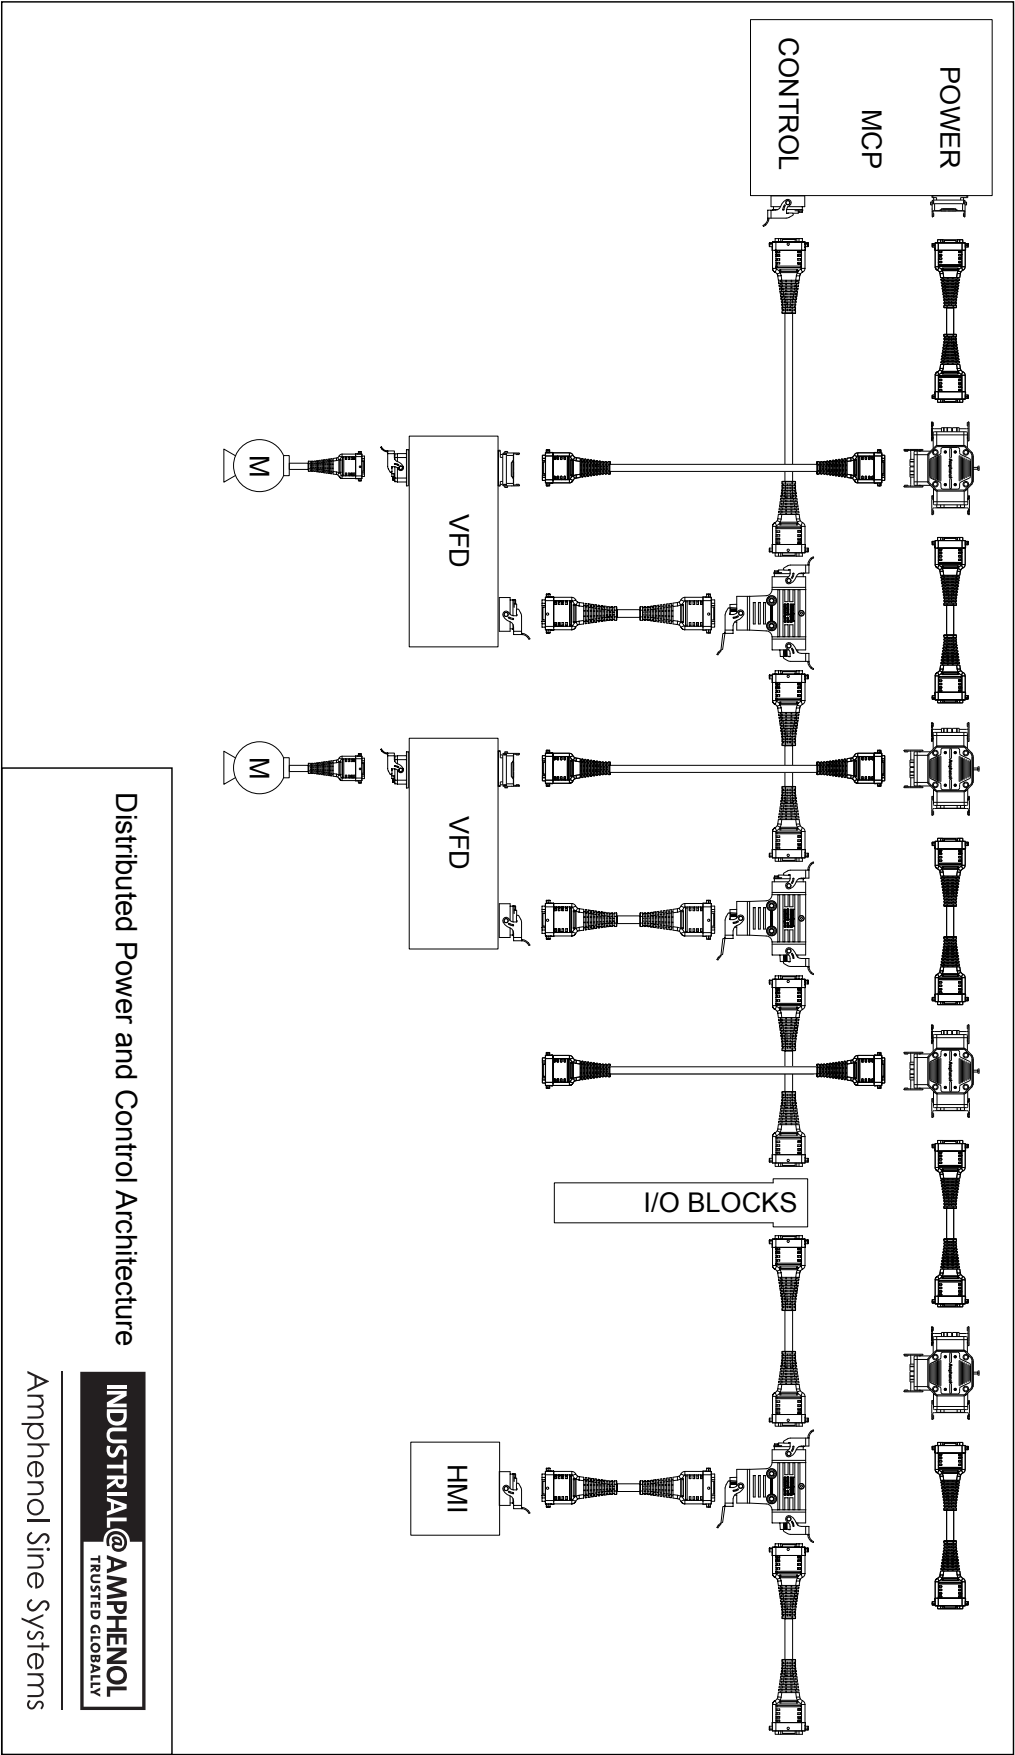 POWER
MCP
CONTROL
VFD
VFD
I/O BLOCKS
HMI
M
M
Distributed Power and Control Architecture
INDUSTRIAL@AMPHENOL
TRUSTED GLOBALLY
Amphenol Sine Systems